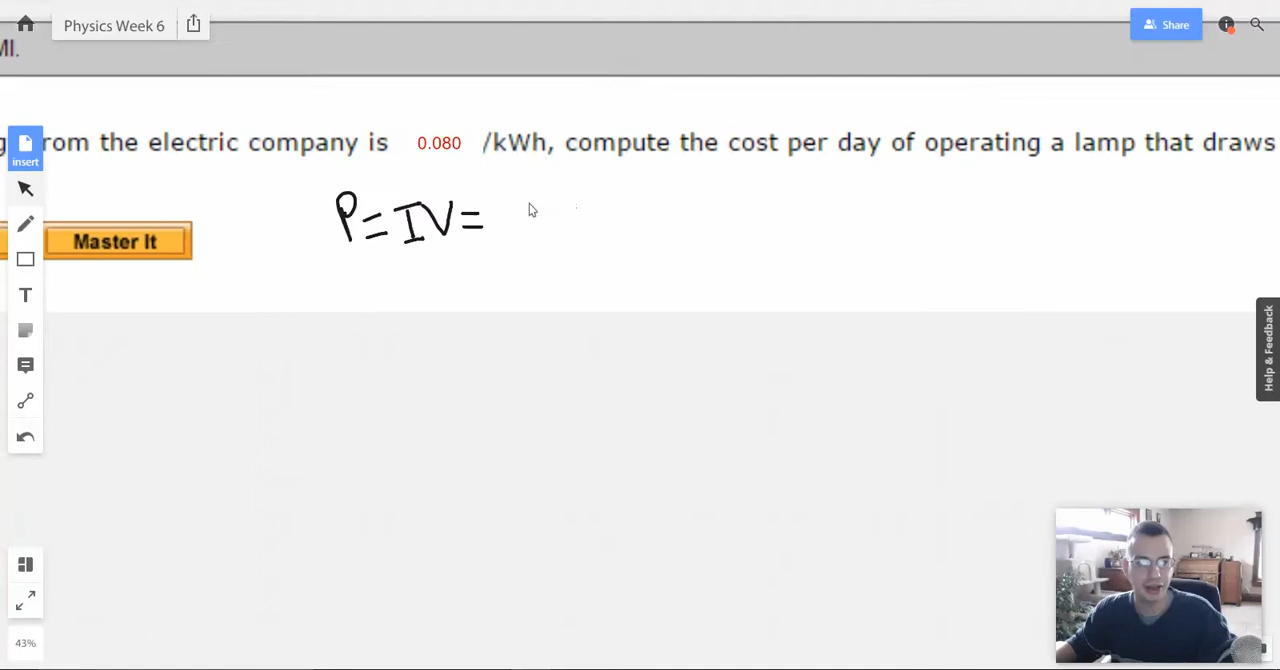 Physics Week 6
Share
MI.
rom the electric company is 0.080 /kWh, compute the cost per day of operating a lamp that draws
insert
P=IV=
Master It
T
Help & Feedback
43%